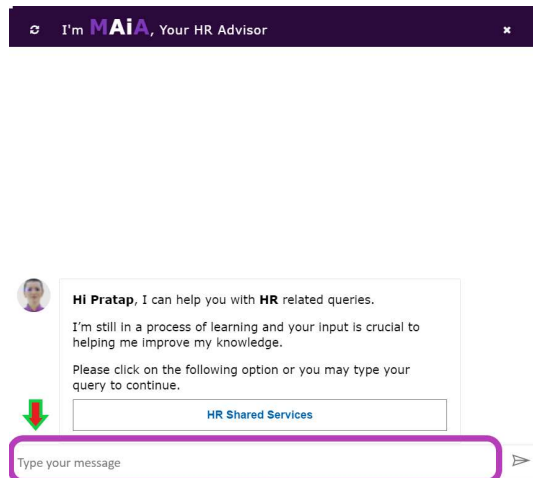 I'm MAiA, Your HR Advisor
Hi Pratap, I can help you with HR related queries.
I'm still in a process of learning and your input is crucial to
helping me improve my knowledge.
Please click on the following option or you may type your
query to continue.
HR Shared Services
Type your message